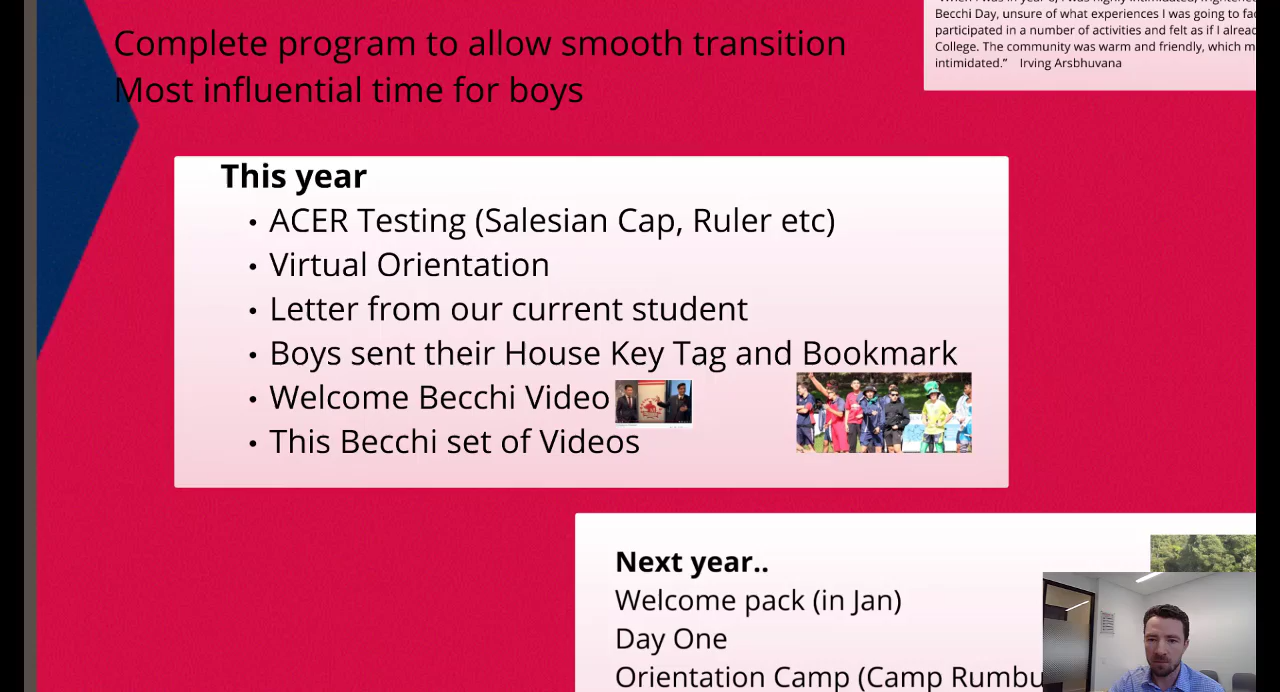 Complete program to allow smooth transition
Most influential time for boys
Becchi Day, unsure of what experiences I was going to
participated in a number of activities and felt as if I
College. The community was warm and friendly, which
intimidated.” Irving Arsbhuvana
This year
• ACER Testing (Salesian Cap, Ruler etc)
• Virtual Orientation
• Letter from our current student
• Boys sent their House Key Tag and Bookmark
• Welcome Becchi Video
• This Becchi set of Videos
Next year..
Welcome pack (in Jan)
Day One
Orientation Camp (Camp